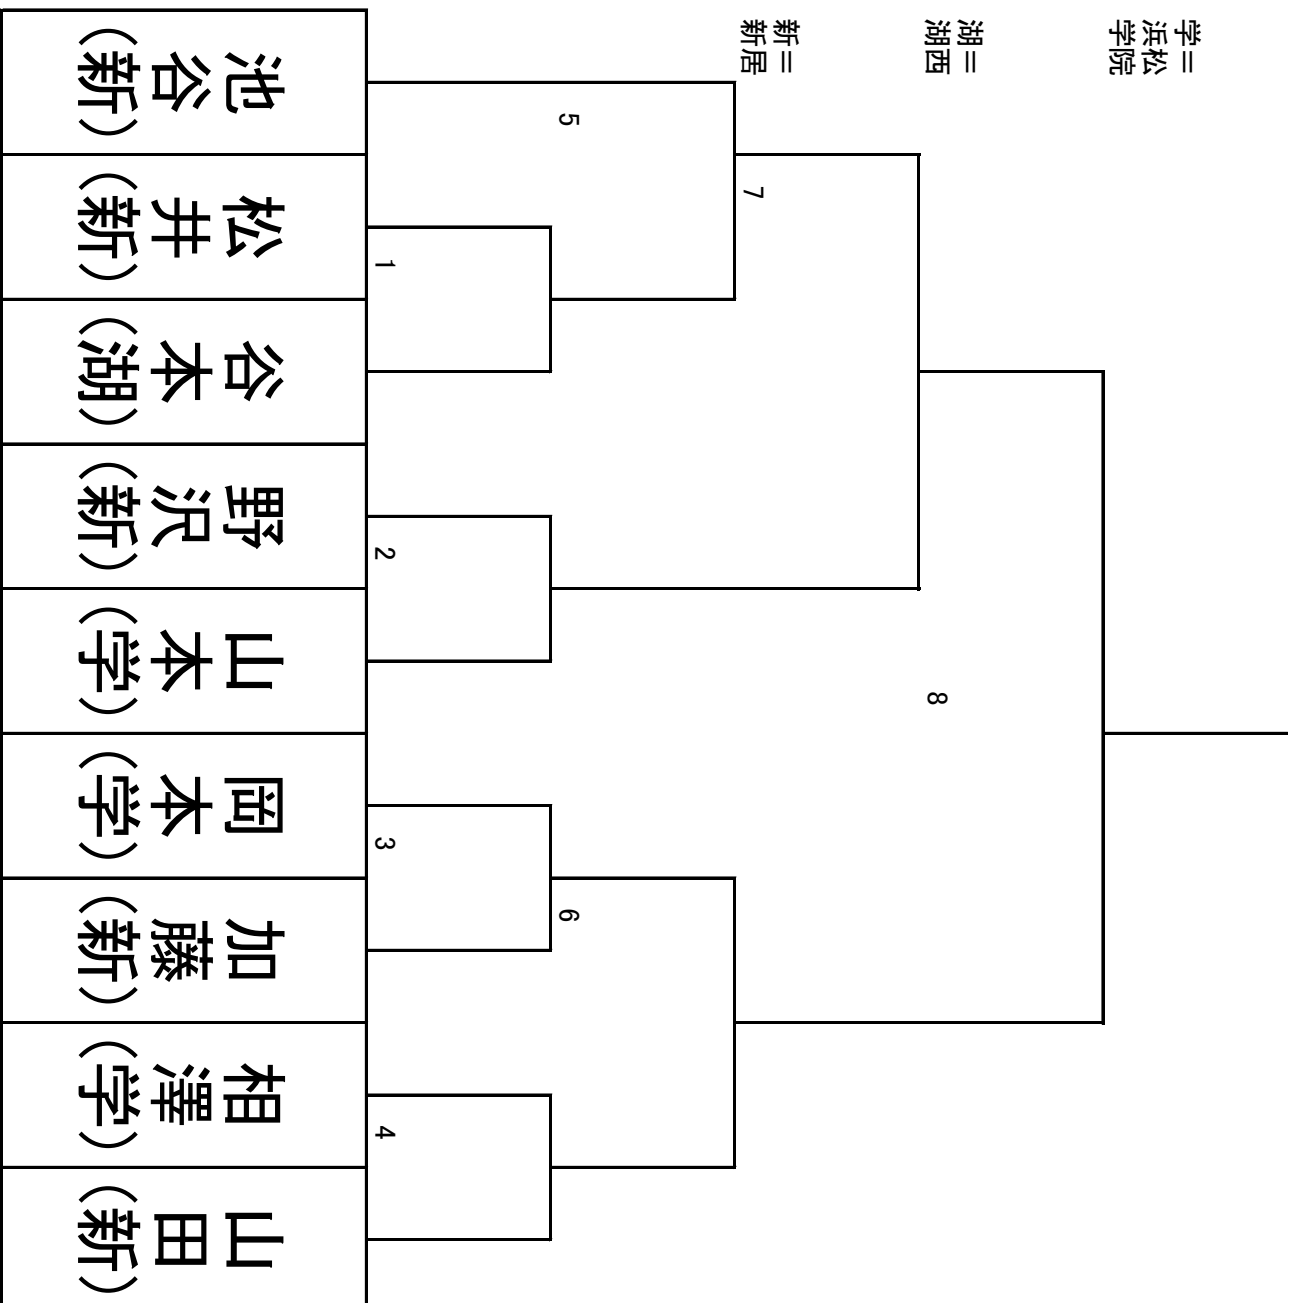 学＝
浜松
学院
湖＝
湖西
新＝
新居
8
7
5
6
1
2
3
4
池谷(新)
松井(新)
谷本(湖)
野沢(新)
山本(学)
岡本(学)
加藤(新)
相澤(学)
山田(新)